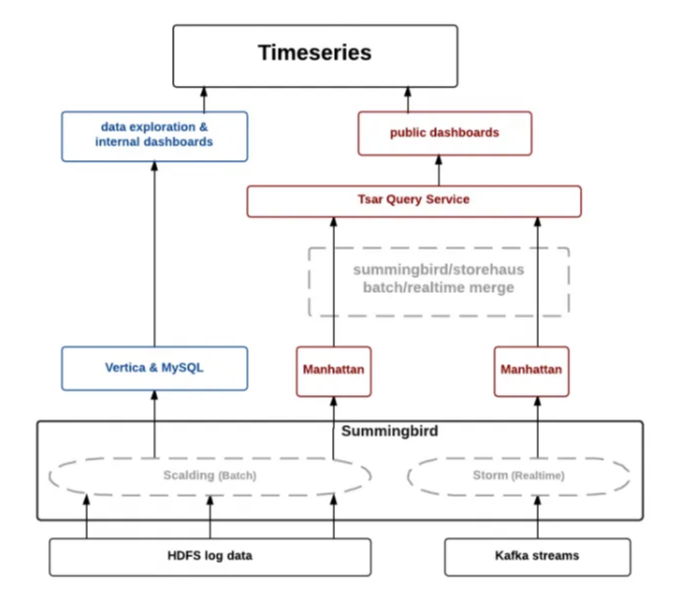 Timeseries
data exploration &
internal dashboards
public dashboards
Tsar Query Service
summingbird/storehaus
batch/realtime merge
Vertica & MySQL
Manhattan
Manhattan
Summingbird
Scalding (Batch)
Storm (Realtime)
HDFS log data
Kafka streams